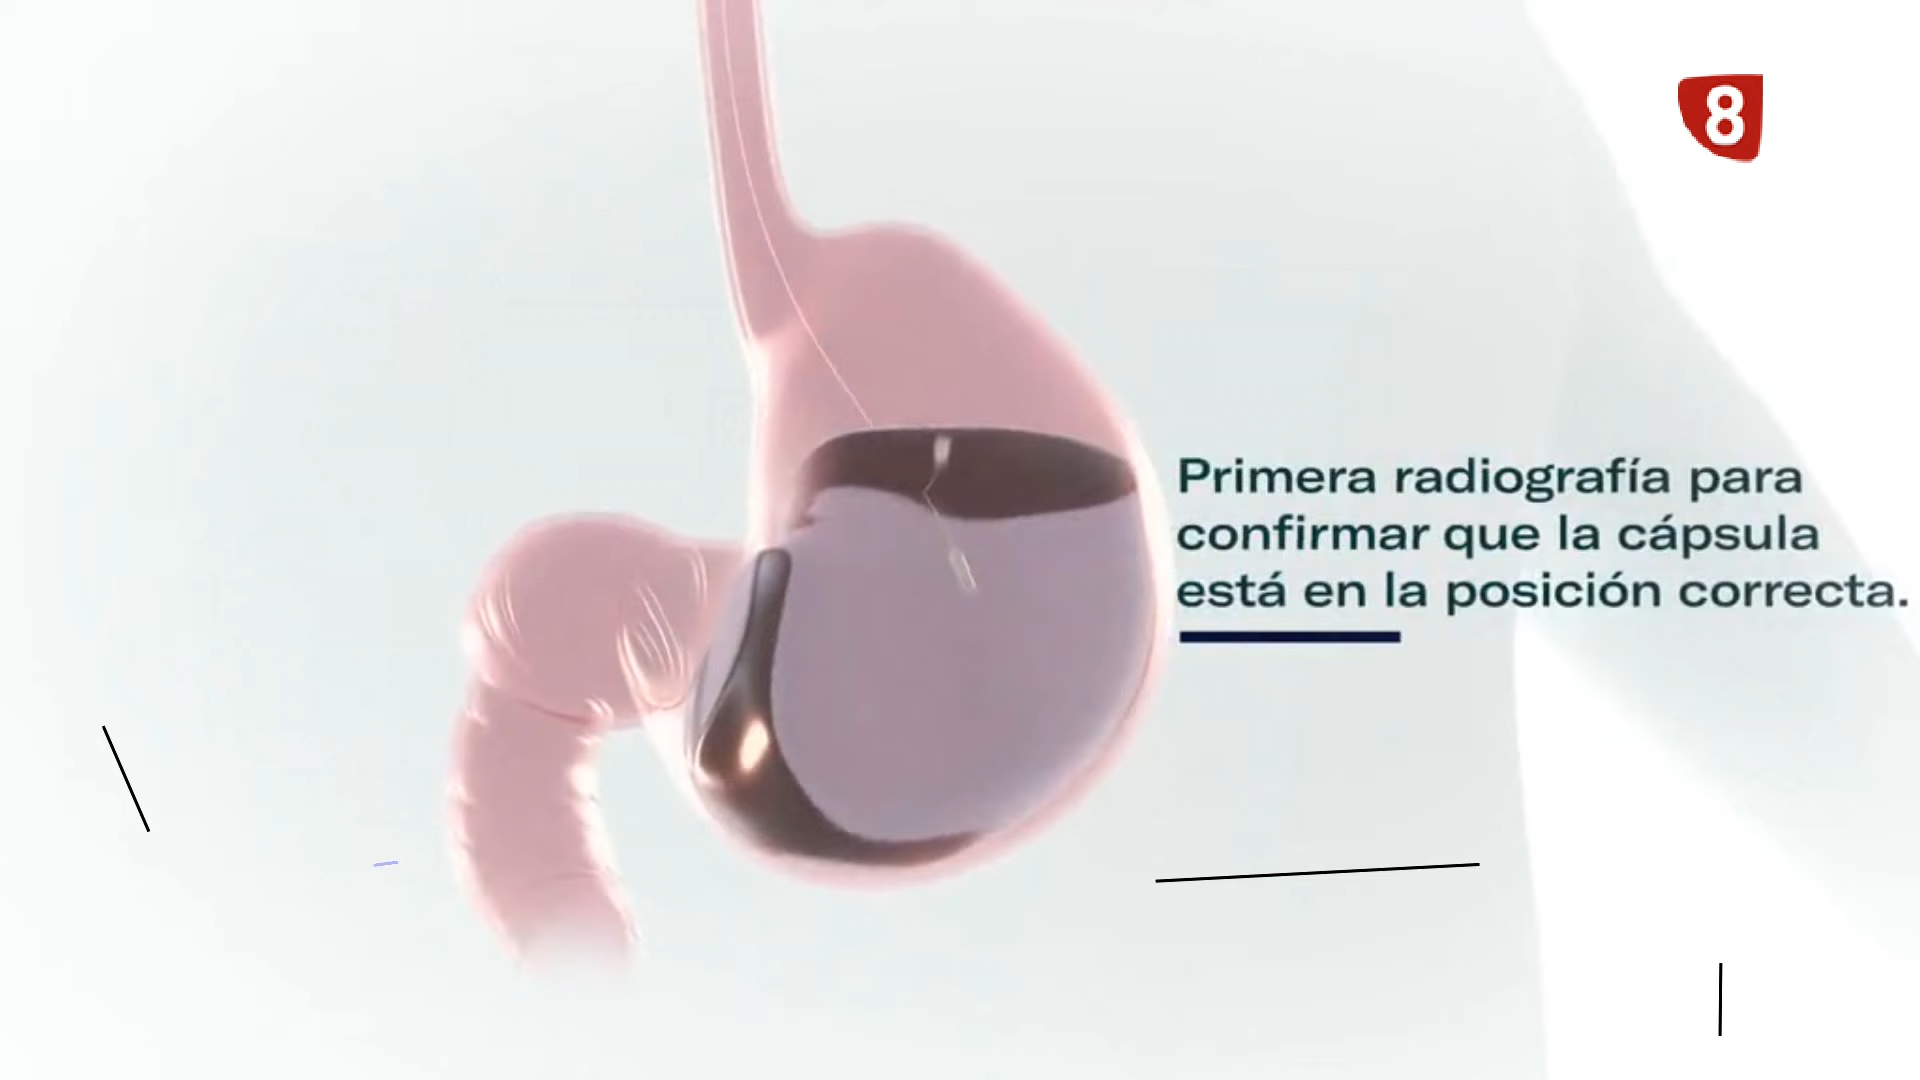 8
Primera radiografía para
confirmar que la cápsula
está en la posición correcta.